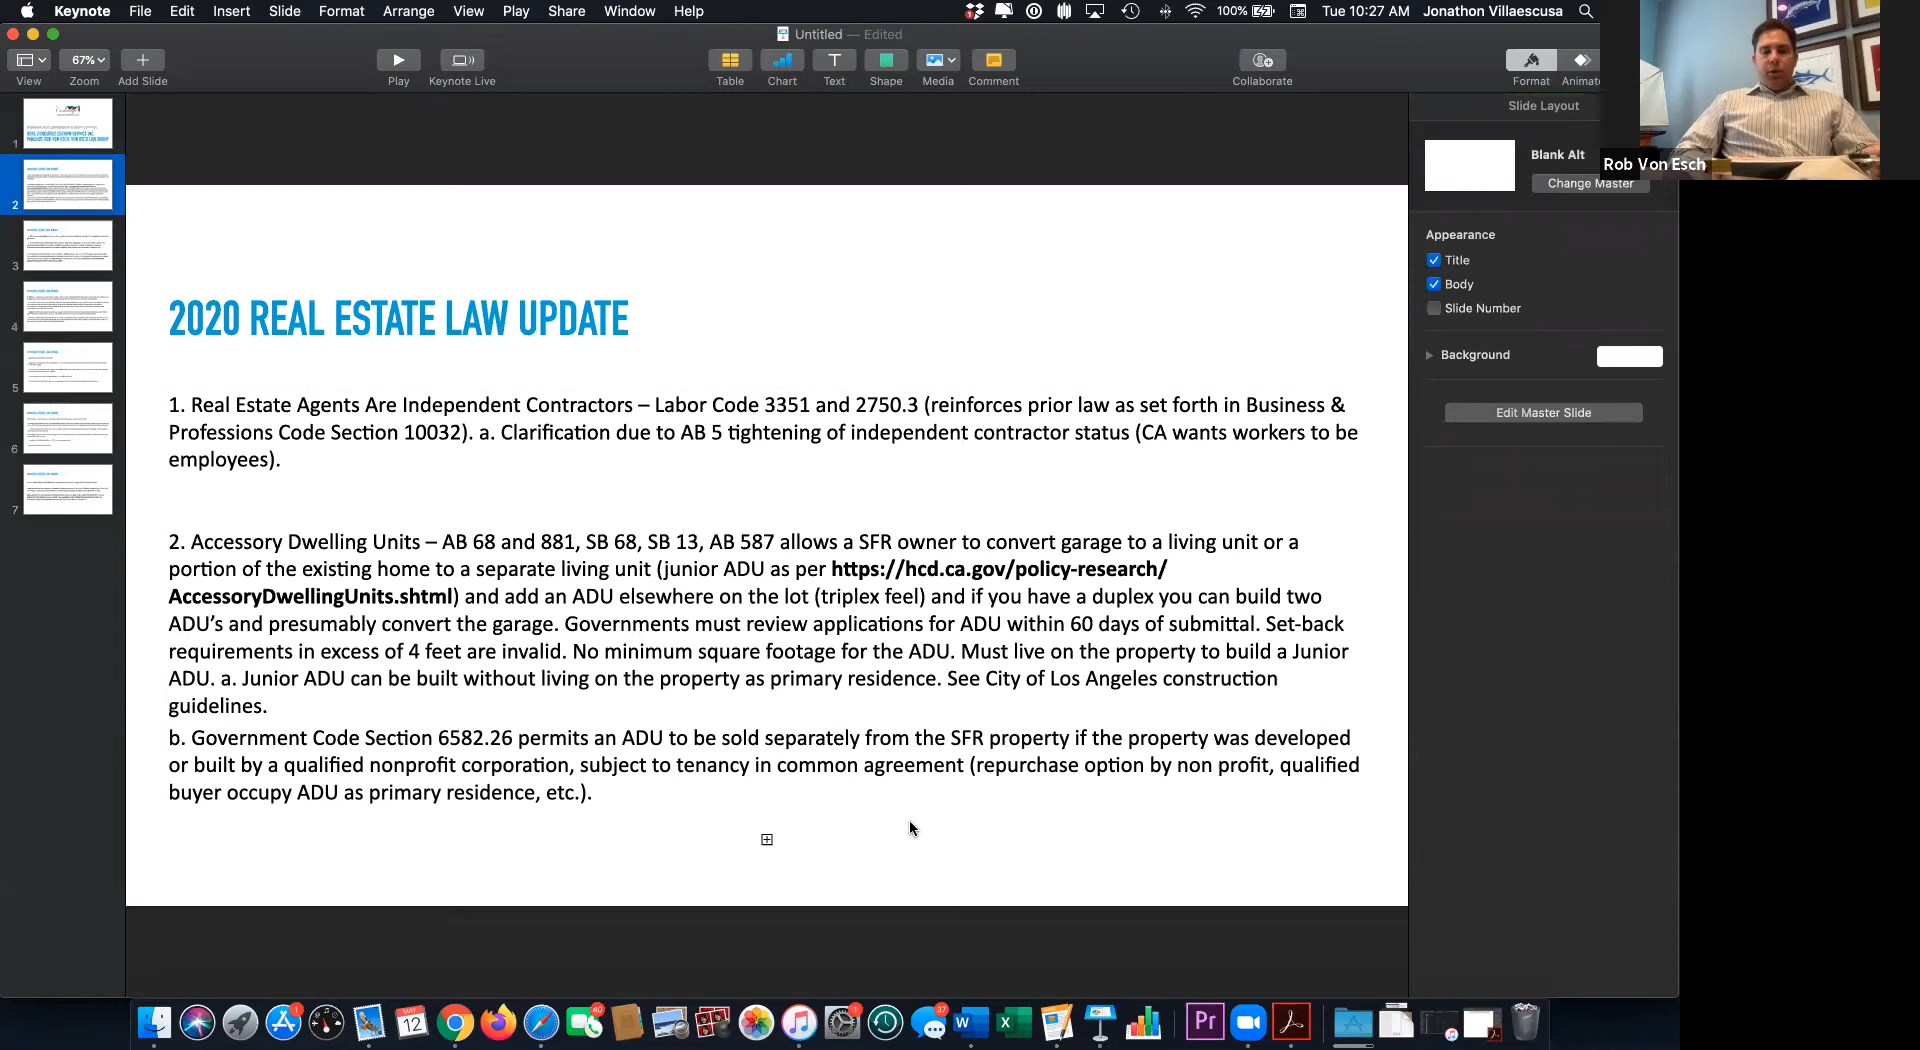 Keynote File Edit Insert Slide Format Arrange View Play Share Window Help
100% Tue 10:27 AM Jonathon Villaescusa
Untitled — Edited
67%
View Zoom Add Slide Play Keynote Live Table Chart Text Shape Media Comment Collaborate Format Animate
Rob Von Esch
Slide Layout
Blank Alt
Change Master
Appearance
Title
Body
Slide Number
Background
Edit Master Slide
1
2
3
4
5
6
7
2020 REAL ESTATE LAW UPDATE
1. Real Estate Agents Are Independent Contractors – Labor Code 3351 and 2750.3 (reinforces prior law as set forth in Business &
Professions Code Section 10032). a. Clarification due to AB 5 tightening of independent contractor status (CA wants workers to be
employees).
2. Accessory Dwelling Units – AB 68 and 881, SB 68, SB 13, AB 587 allows a SFR owner to convert garage to a living unit or a
portion of the existing home to a separate living unit (junior ADU as per https://hcd.ca.gov/policy-research/
AccessoryDwellingUnits.shtml) and add an ADU elsewhere on the lot (triplex feel) and if you have a duplex you can build two
ADU’s and presumably convert the garage. Governments must review applications for ADU within 60 days of submittal. Set-back
requirements in excess of 4 feet are invalid. No minimum square footage for the ADU. Must live on the property to build a Junior
ADU. a. Junior ADU can be built without living on the property as primary residence. See City of Los Angeles construction
guidelines.
b. Government Code Section 6582.26 permits an ADU to be sold separately from the SFR property if the property was developed
or built by a qualified nonprofit corporation, subject to tenancy in common agreement (repurchase option by non profit, qualified
buyer occupy ADU as primary residence, etc.).
1
MAY
12
40
1
37
W
X
Pr